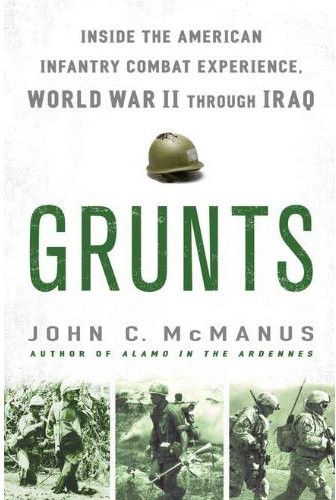 INSIDE THE AMERICAN
INFANTRY COMBAT EXPERIENCE,
WORLD WAR II THROUGH IRAQ
GRUNTS
JOHN C. McMANUS
AUTHOR OF ALAMO IN THE ARDENNES